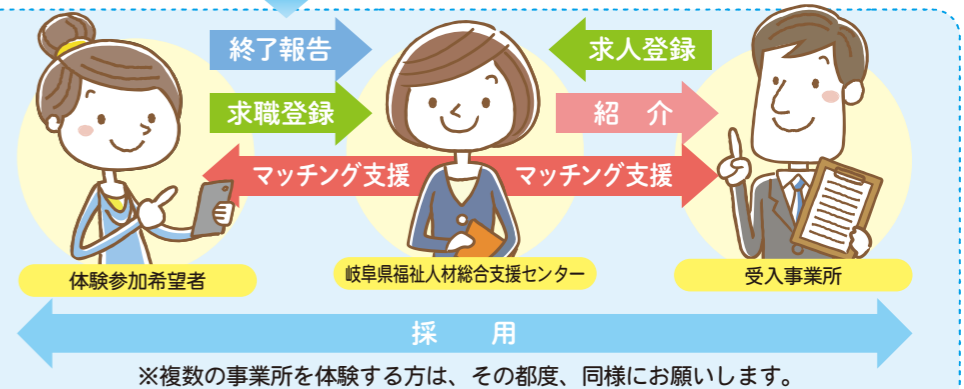 終了報告
求人登録
求職登録
紹　介
マッチング支援
マッチング支援
体験参加希望者
岐阜県福祉人材総合支援センター
受入事業所
採　　用
※複数の事業所を体験する方は、その都度、同様にお願いします。